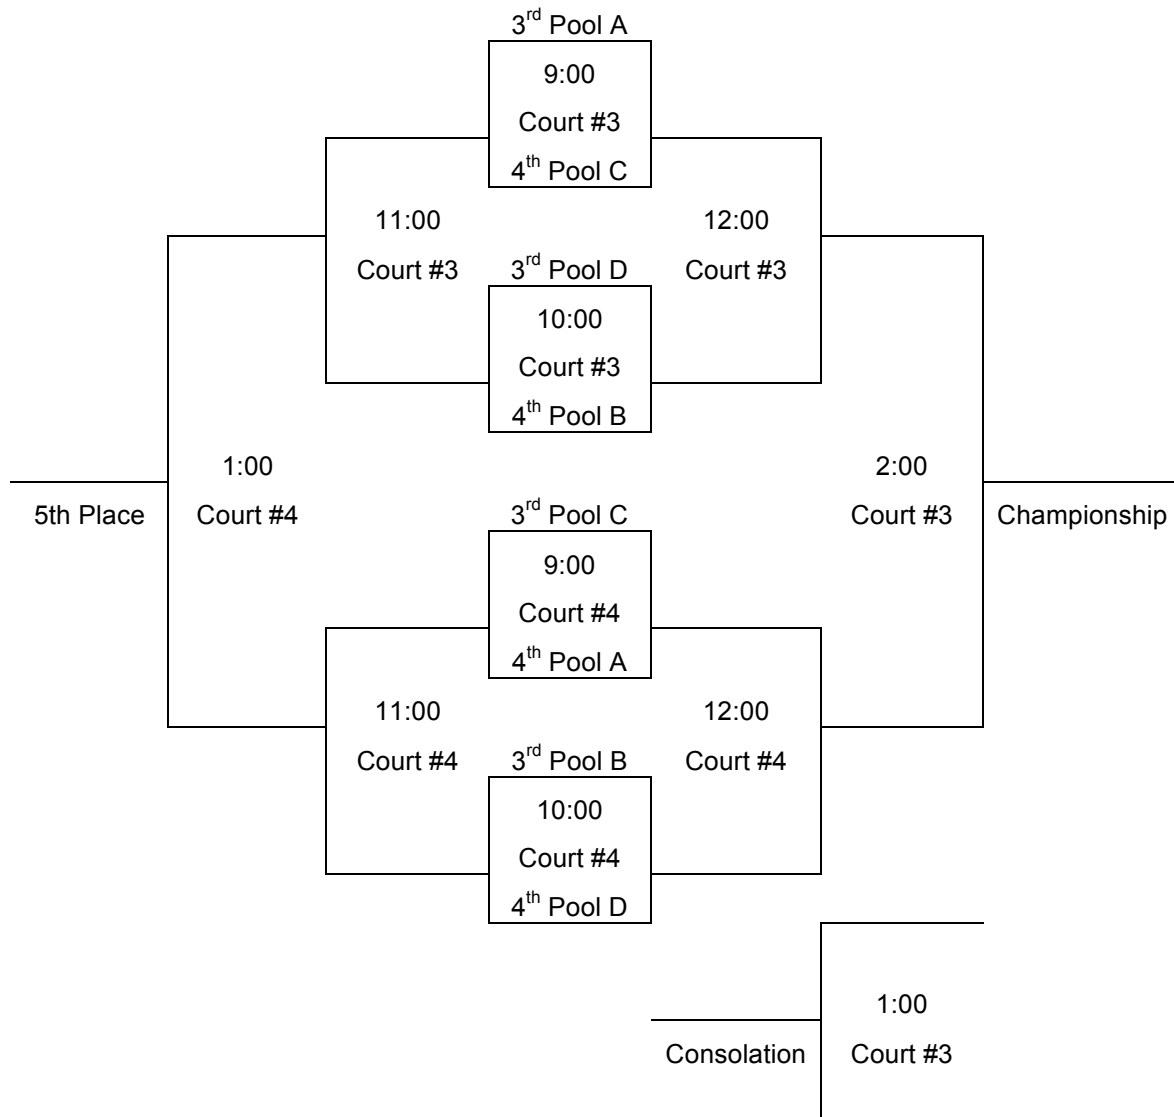 3rd Pool A
9:00
Court #3
4th Pool C
11:00
12:00
Court #3
3rd Pool D
Court #3
10:00
Court #3
4th Pool B
1:00
2:00
5th Place
Court #4
3rd Pool C
Court #3
Championship
9:00
Court #4
4th Pool A
11:00
12:00
Court #4
3rd Pool B
Court #4
10:00
Court #4
4th Pool D
1:00
Consolation
Court #3